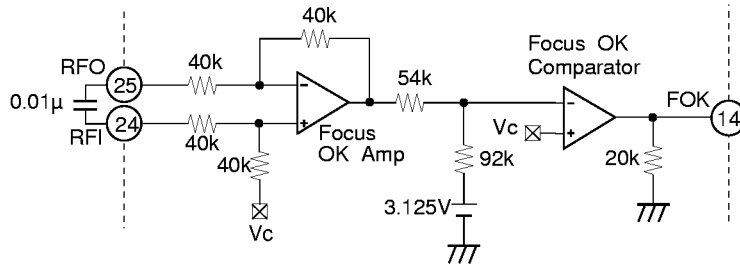 40k
Focus OK
Comparator
RFO
25
40k
54k
FOK
0.01μ
14
24
RFI
40k
Focus
OK Amp
Vc
40k
92k
20k
3.125V
Vc